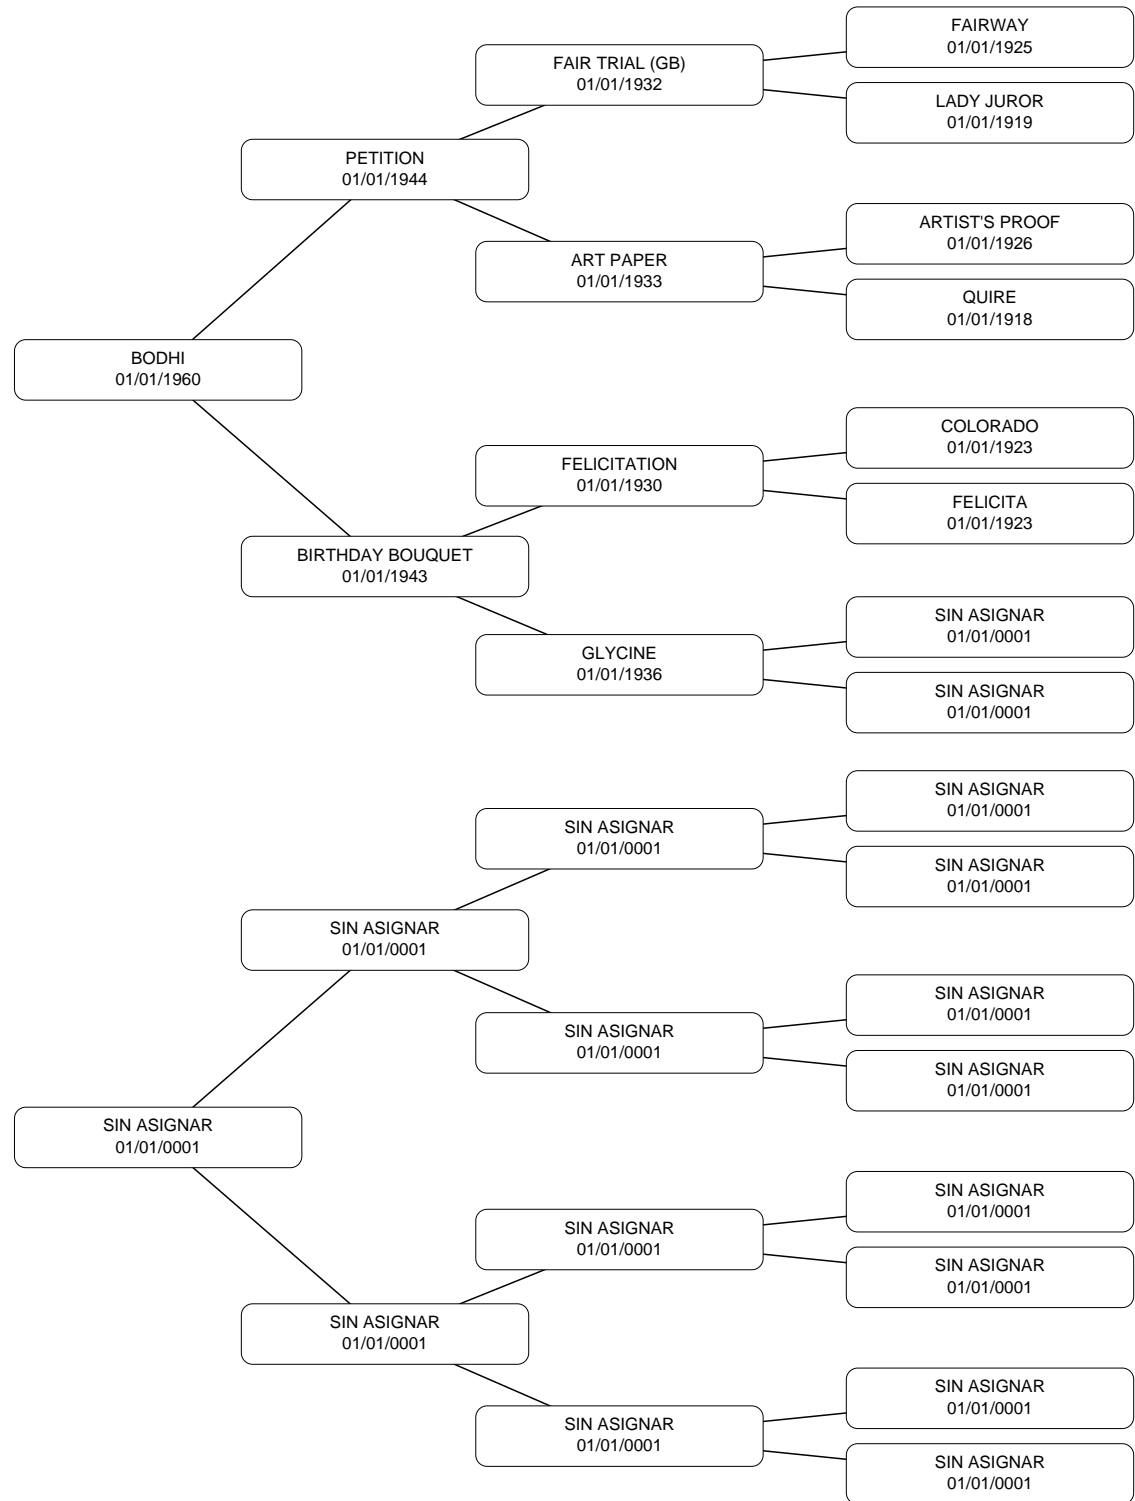 FAIRWAY
01/01/1925
FAIR TRIAL (GB)
01/01/1932
LADY JUROR
01/01/1919
PETITION
01/01/1944
ARTIST'S PROOF
01/01/1926
ART PAPER
01/01/1933
QUIRE
01/01/1918
BODHI
01/01/1960
COLORADO
01/01/1923
FELICITATION
01/01/1930
FELICITA
01/01/1923
BIRTHDAY BOUQUET
01/01/1943
SIN ASIGNAR
01/01/0001
GLYCINE
01/01/1936
SIN ASIGNAR
01/01/0001
SIN ASIGNAR
01/01/0001
SIN ASIGNAR
01/01/0001
SIN ASIGNAR
01/01/0001
SIN ASIGNAR
01/01/0001
SIN ASIGNAR
01/01/0001
SIN ASIGNAR
01/01/0001
SIN ASIGNAR
01/01/0001
SIN ASIGNAR
01/01/0001
SIN ASIGNAR
01/01/0001
SIN ASIGNAR
01/01/0001
SIN ASIGNAR
01/01/0001
SIN ASIGNAR
01/01/0001
SIN ASIGNAR
01/01/0001
SIN ASIGNAR
01/01/0001
SIN ASIGNAR
01/01/0001